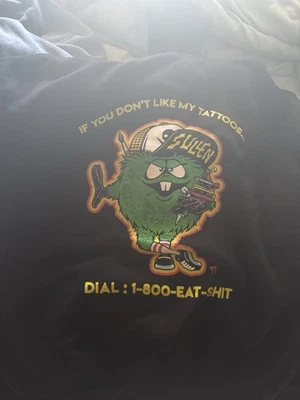 IF YOU DON'T LIKE MY TATTOOS...
SULLEN
DIAL : 1-800-EAT-SHIT